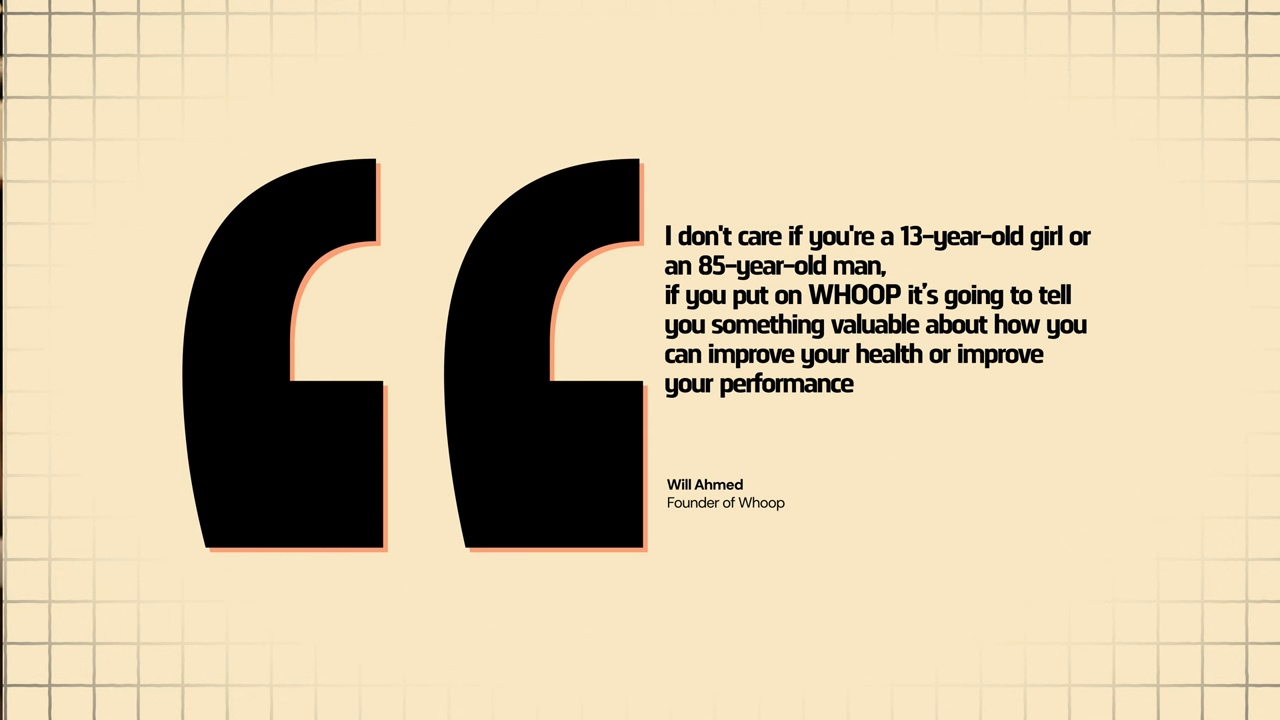 I don't care if you're a 13-year-old girl or
an 85-year-old man,
if you put on WHOOP it’s going to tell
you something valuable about how you
can improve your health or improve
your performance
Will Ahmed
Founder of Whoop